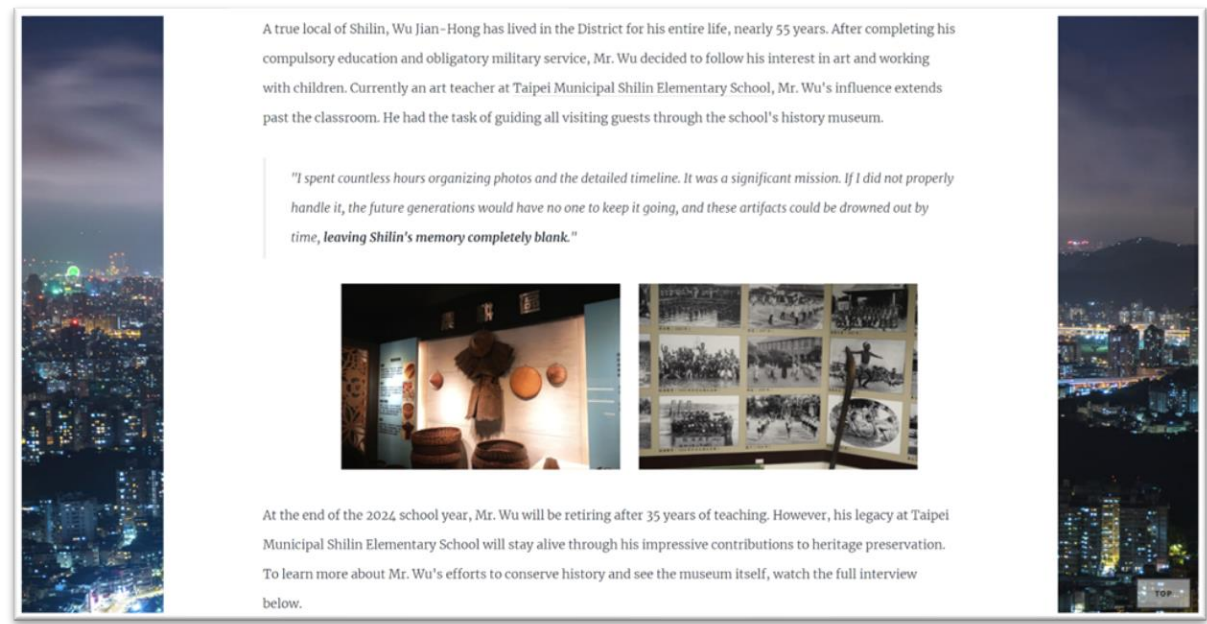 A true local of Shilin, Wu Jian-Hong has lived in the District for his entire life, nearly 55 years. After completing his
compulsory education and obligatory military service, Mr. Wu decided to follow his interest in art and working
with children. Currently an art teacher at Taipei Municipal Shilin Elementary School, Mr. Wu's influence extends
past the classroom. He had the task of guiding all visiting guests through the school's history museum.
"I spent countless hours organizing photos and the detailed timeline. It was a significant mission. If I did not properly
handle it, the future generations would have no one to keep it going, and these artifacts could be drowned out by
time, leaving Shilin's memory completely blank."
At the end of the 2024 school year, Mr. Wu will be retiring after 35 years of teaching. However, his legacy at Taipei
Municipal Shilin Elementary School will stay alive through his impressive contributions to heritage preservation.
To learn more about Mr. Wu's efforts to conserve history and see the museum itself, watch the full interview
below.
TOP